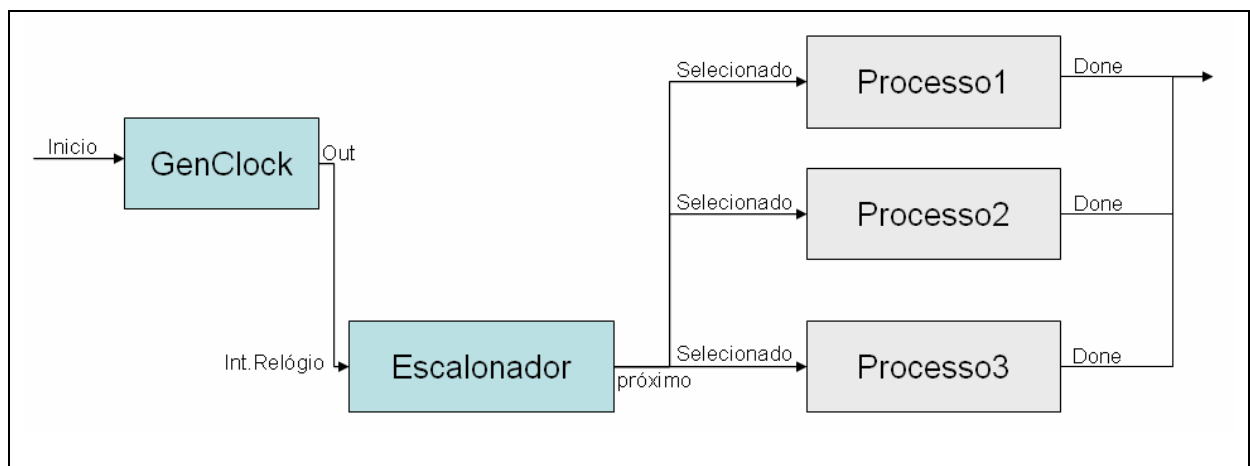 Selecionado
Processo1
Done
Inicio
GenClock
Out
Selecionado
Processo2
Done
Int.Relógio
Escalonador
próximo
Selecionado
Processo3
Done